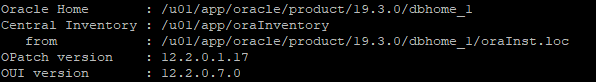 Oracle Home       : /u01/app/oracle/product/19.3.0/dbhome_1
Central Inventory : /u01/app/oraInventory
   from           : /u01/app/oracle/product/19.3.0/dbhome_1/oraInst.loc
OPatch version    : 12.2.0.1.17
OUI version       : 12.2.0.7.0